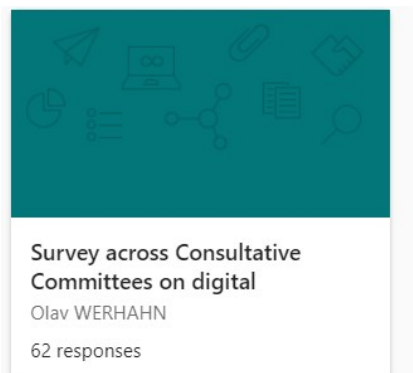 Survey across Consultative
Committees on digital
Olav WERHAHN
62 responses